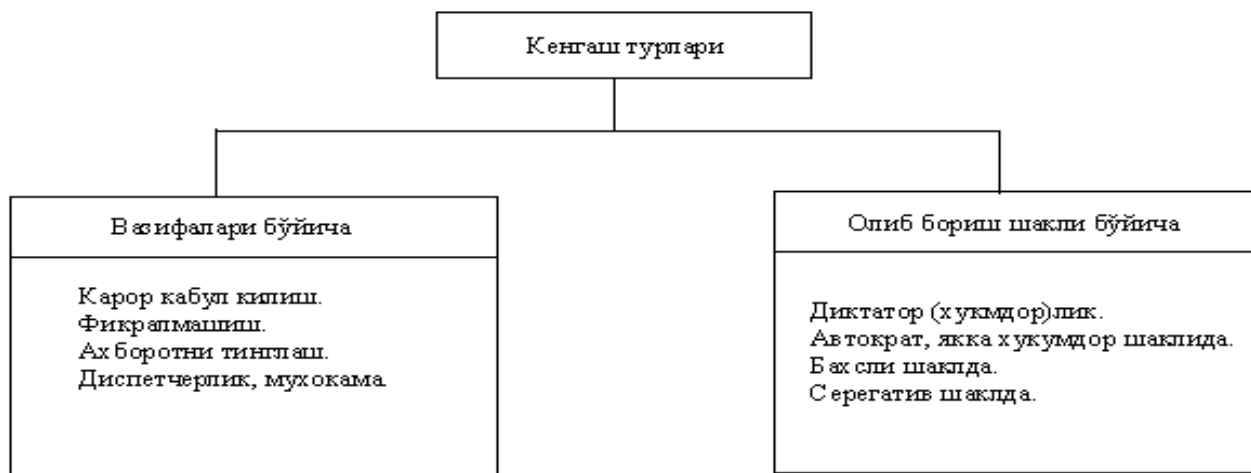 Кенгаш турлари
Вазифалари бўйича
Карор кабул килиш.
Фикралмашиш.
Ахборотни тинглаш.
Диспетчерлик, мухокама
Олиб бориш шакли бўйича
Диктатор (хукмдор)лик.
Автократ, якка хукумдор шаклида.
Бахсли шаклда.
Серегатив шаклда.